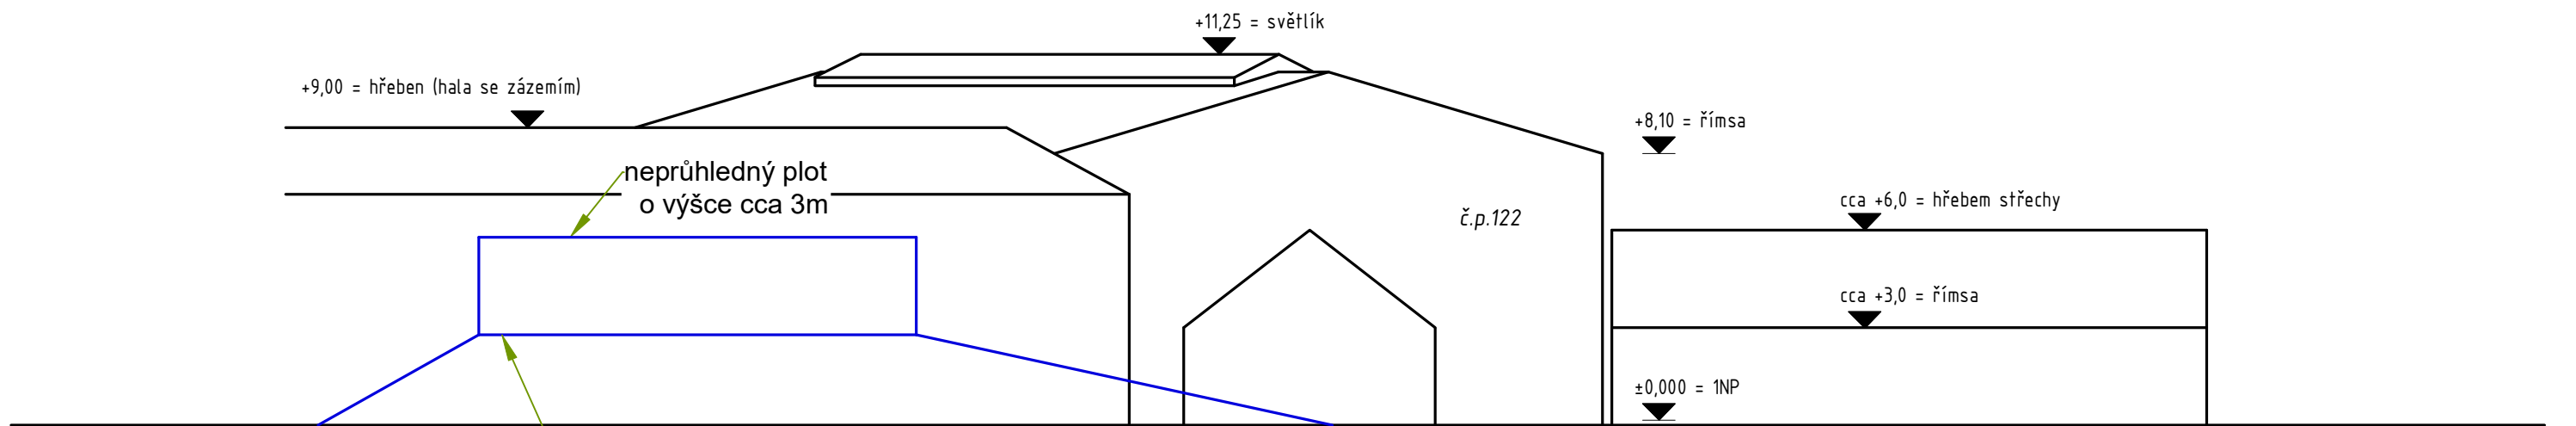 +11,25 = světlík
+9,00 = hřeben (hala se zázemím)
+8,10 = římsa
neprůhledný plot
o výšce cca 3m
č.p.122
cca +6,0 = hřebem střechy
cca +3,0 = římsa
±0,000 = 1NP